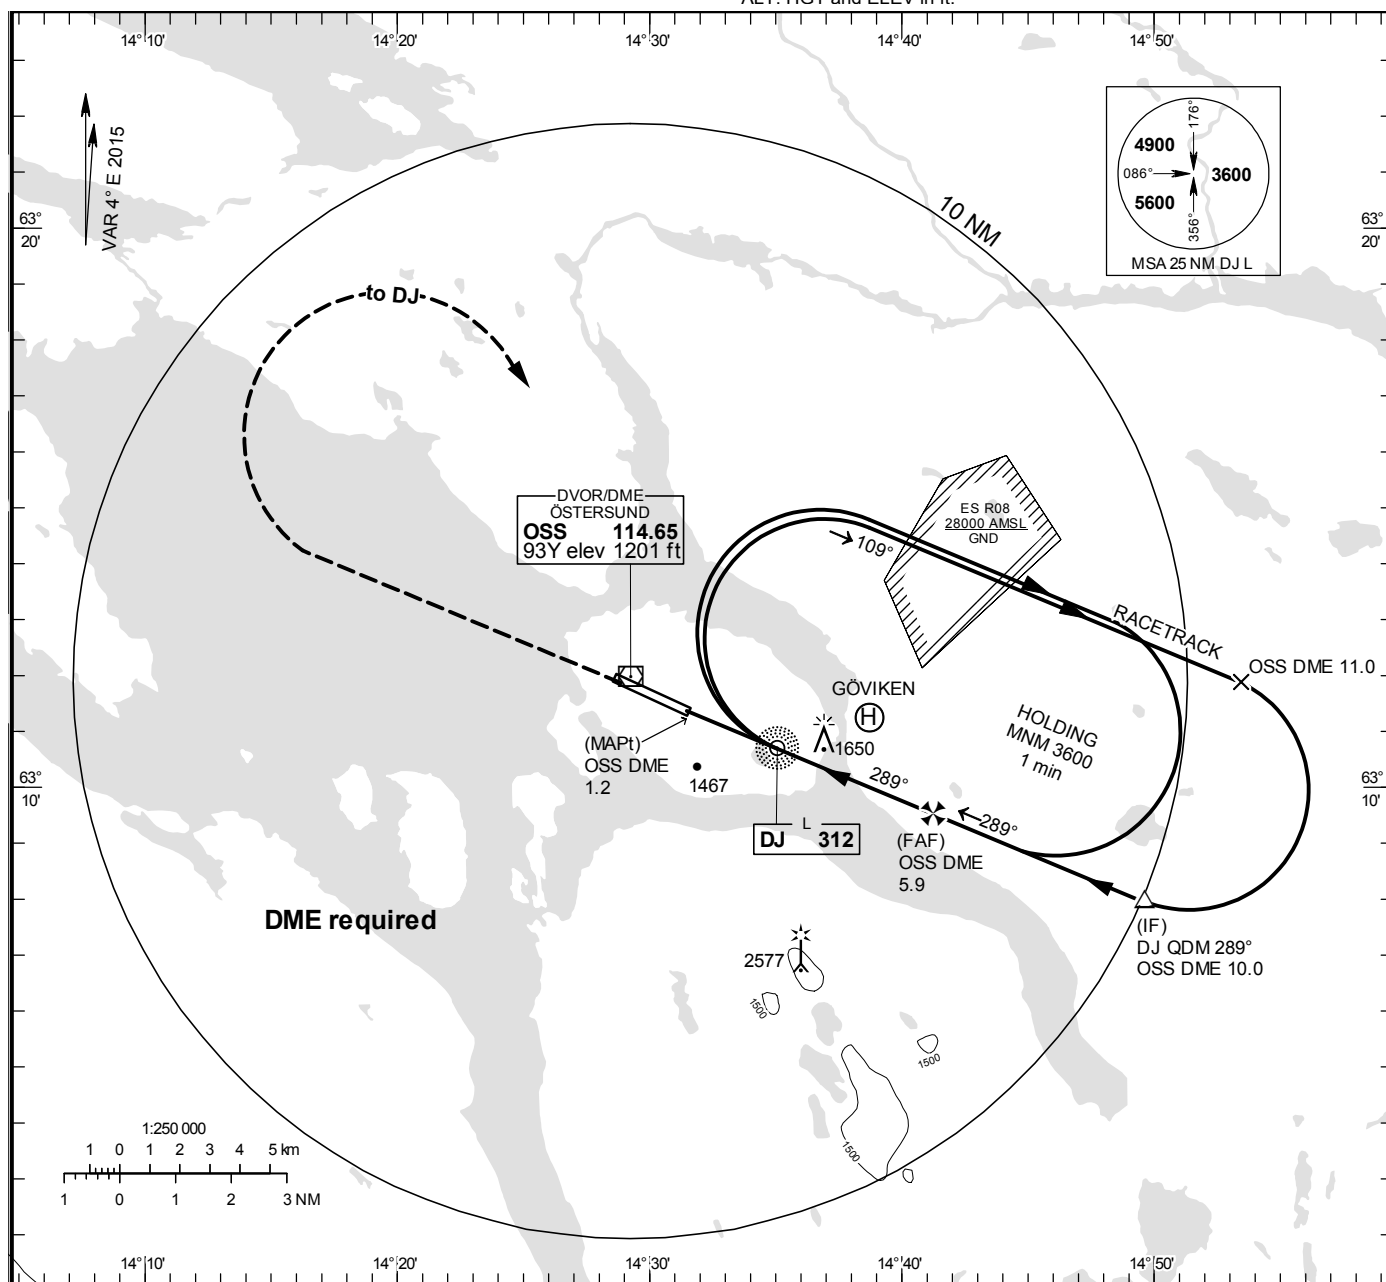 ALT. HGT and ELEV in ft.
14°10'
14°20'
14°30'
14°40'
14°50'
VAR 4° E 2015
63°
20'
63°
20'
10 NM
176°
4900
086°
3600
5600
356°
MSA 25 NM DJ L
to DJ
DVOR/DME
ÖSTERSUND
OSS 114.65
93Y elev 1201 ft
ES R08
28000 AMSL
GND
109°
RACETRACK
OSS DME 11.0
GÖVIKEN
H
HOLDING
MNM 3600
1 min
(MAPt)
OSS DME
1.2
1650
1467
289°
289°
63°
10'
63°
10'
L
DJ 312
(FAF)
OSS DME
5.9
DME required
(IF)
DJ QDM 289°
OSS DME 10.0
2577
1500
1500
1500
1:250 000
1 0 1 2 3 4 5 km
1 0 1 2 3 NM
14°10'
14°20'
14°30'
14°40'
14°50'